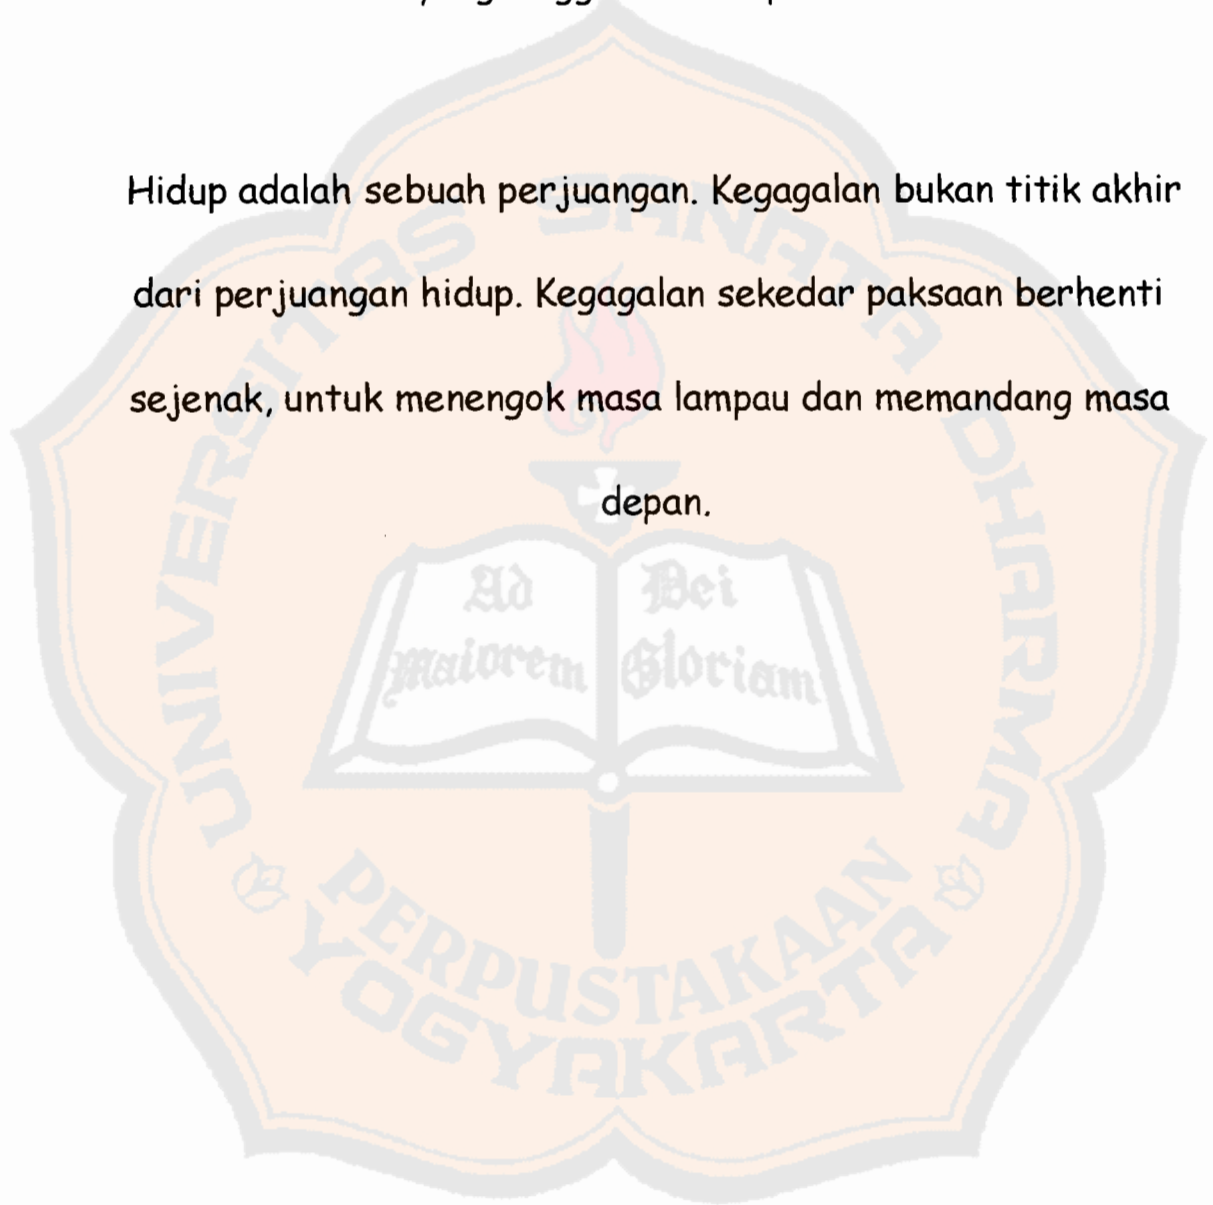 Hidup adalah sebuah perjuangan. Kegagalan bukan titik akhir
dari perjuangan hidup. Kegagalan sekedar paksaan berhenti
sejenak, untuk menengok masa lampau dan memandang masa
depan.
UNIVERSITAS SANATA DHARMA
Ad Dei
maiorem Gloriam
PERPUSTAKAAN
YOGYAKARTA